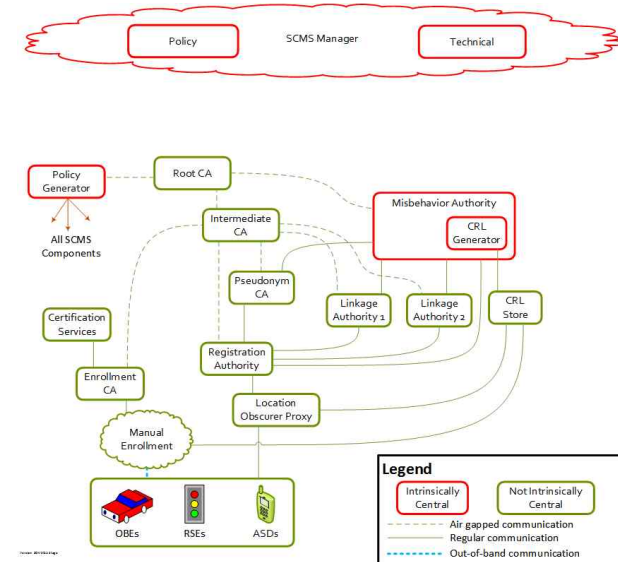 Policy
SCMS Manager
Technical
Policy
Generator
Root CA
Misbehavior Authority
CRL
Generator
Intermediate
CA
All SCMS
Components
Pseudonym
CA
Linkage
Authority 1
Linkage
Authority 2
CRL
Store
Certification
Services
Registration
Authority
Enrollment
CA
Location
Obscurer Proxy
Manual
Enrollment
OBEs
RSEs
ASDs
Legend
Intrinsically
Central
Not Intrinsically
Central
Air gapped communication
Regular communication
Out-of-band communication